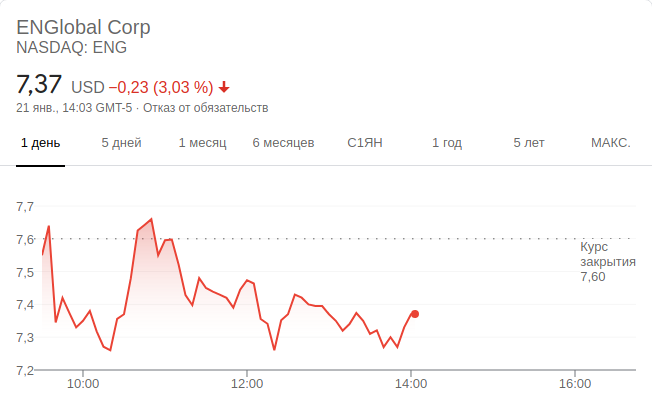 ENGlobal Corp
NASDAQ: ENG
7,37 USD −0,23 (3,03 %)
21 янв., 14:03 GMT-5 · Отказ от обязательств
1 день 5 дней 1 месяц 6 месяцев С1ЯН 1 год 5 лет МАКС.
7,7
7,6
7,5
7,4
7,3
7,2
Курс
закрытия
7,60
10:00 12:00 14:00 16:00